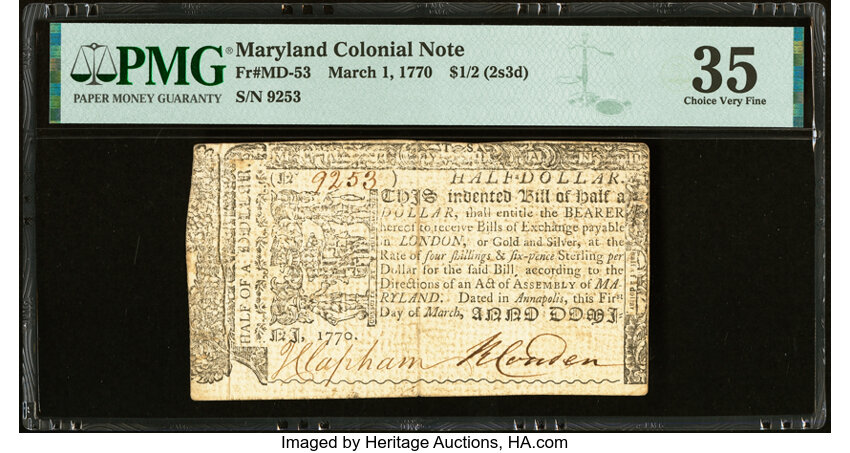 PMG®
PAPER MONEY GUARANTY
Maryland Colonial Note
Fr#MD-53 March 1, 1770 $1/2 (2s3d)
S/N 9253
35
Choice Very Fine
HALF OF A DOLLAR.
(No 9253) HALF DOLLAR.
THIS indented Bill of Half a
DOLLAR, shall entitle the BEARER
hereof to receive Bills of Exchange payable
in LONDON, or Gold and Silver, at the
Rate of four shillings & six-pence Sterling per
Dollar for the said Bill, according to the
Directions of an Act of ASSEMBLY of MA-
RYLAND. Dated in Annapolis, this First
Day of March, ANNO DOMI-
NI, 1770.
J Clapham R Couden
Imaged by Heritage Auctions, HA.com